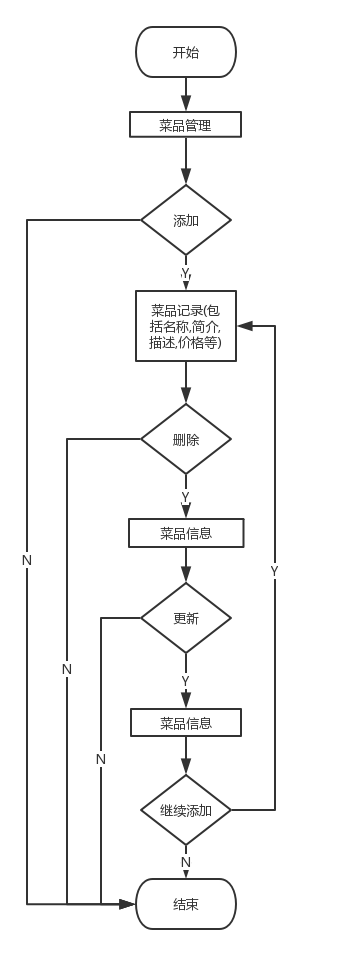 开始
菜品管理
添加
Y
菜品记录(包
括名称,简介,
描述,价格等)
删除
Y
菜品信息
N
Y
更新
N
Y
菜品信息
N
继续添加
N
结束